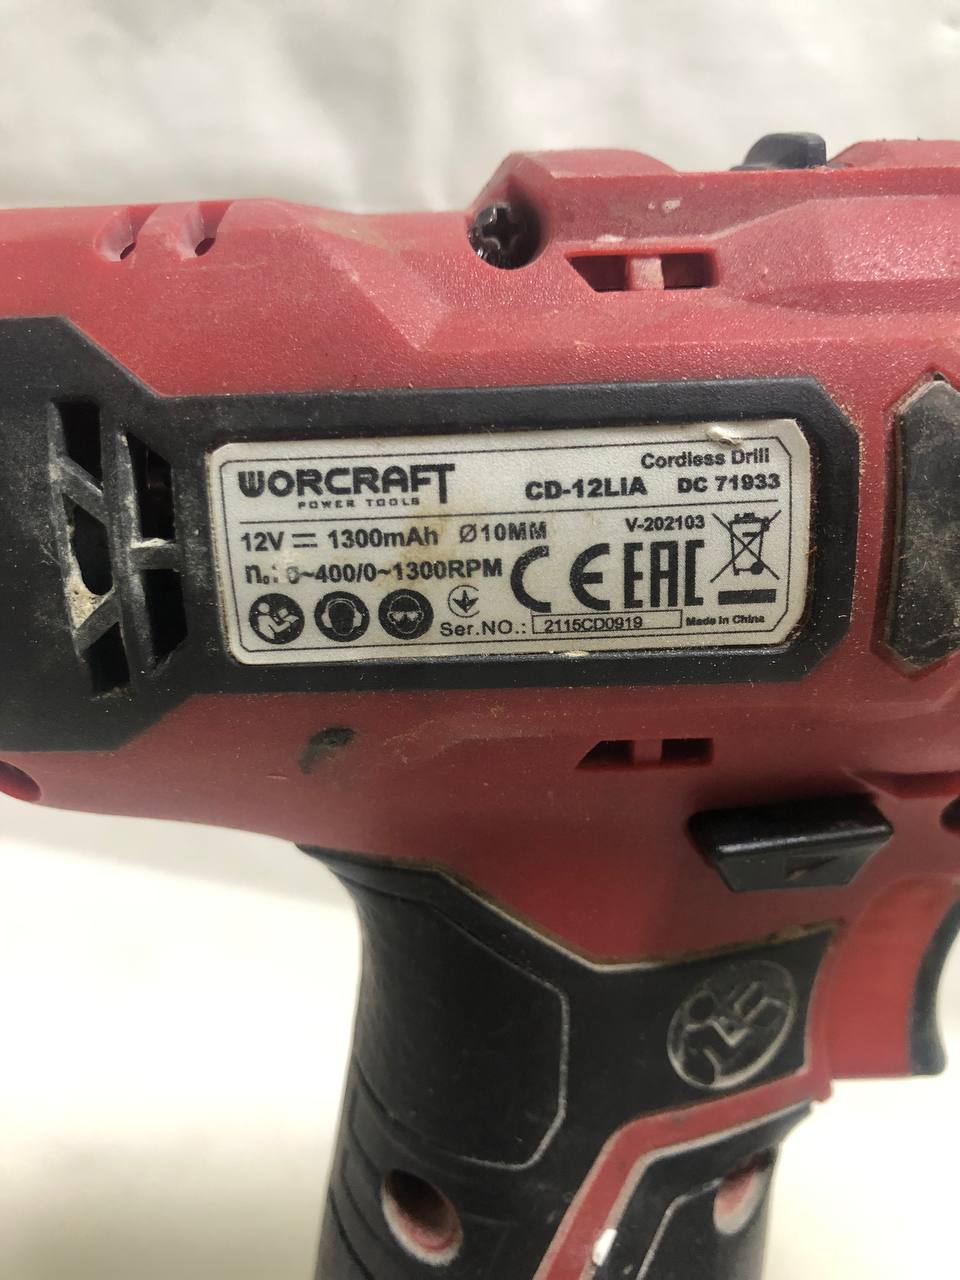 WORCRAFT
POWER TOOLS
Cordless Drill
CD-12LiA DC 71933
12V 1300mAh Ø10MM
V-202103
0~400/0~1300RPM
CE EAC
Ser.NO.: 2115CD0919 Made in China